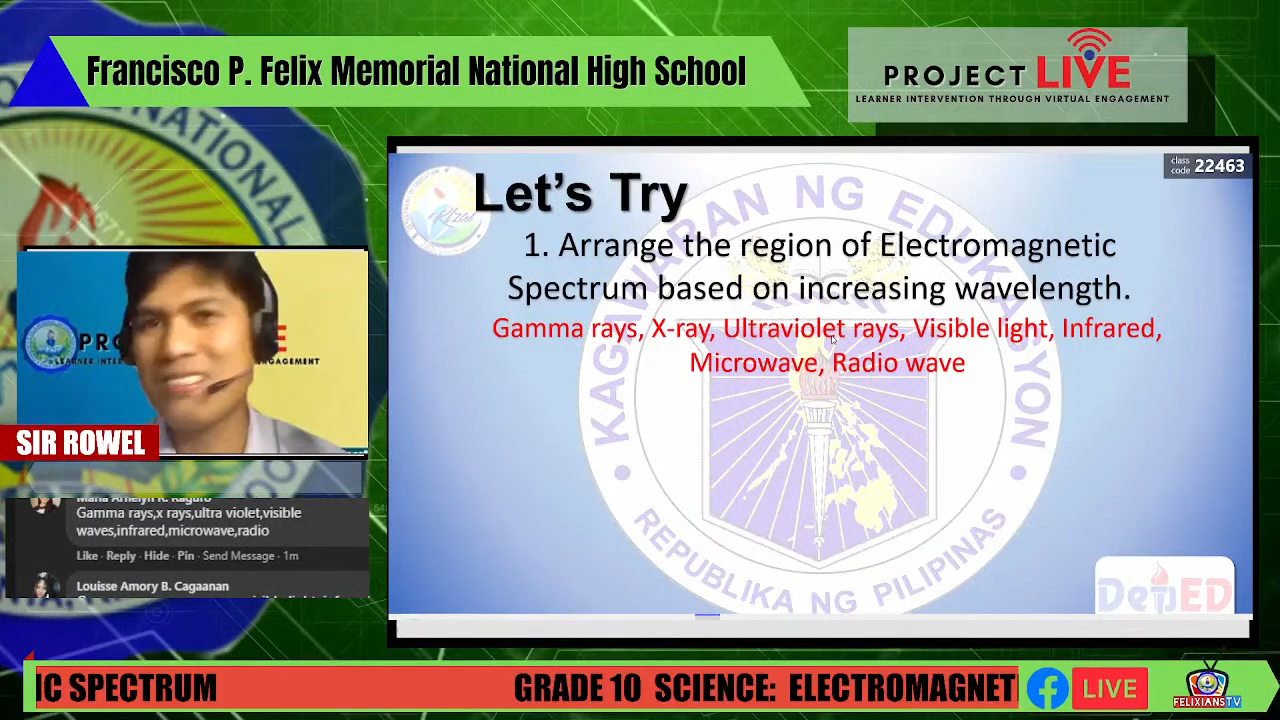 Francisco P. Felix Memorial National High School
PROJECT LIVE
LEARNER INTERVENTION THROUGH VIRTUAL ENGAGEMENT
class
code 22463
Let's Try
1. Arrange the region of Electromagnetic
Spectrum based on increasing wavelength.
Gamma rays, X-ray, Ultraviolet rays, Visible light, Infrared,
Microwave, Radio wave
KAGAWARAN NG EDUKASYON
REPUBLIKA NG PILIPINAS
Rizal
DepED
SIR ROWEL
Gamma rays,x rays,ultra violet,visible
waves,infrared,microwave,radio
Like · Reply · Hide · Pin · Send Message · 1m
Louisse Amory B. Cagaanan
IC SPECTRUM
GRADE 10 SCIENCE: ELECTROMAGNET
LIVE
FELIXIANS TV